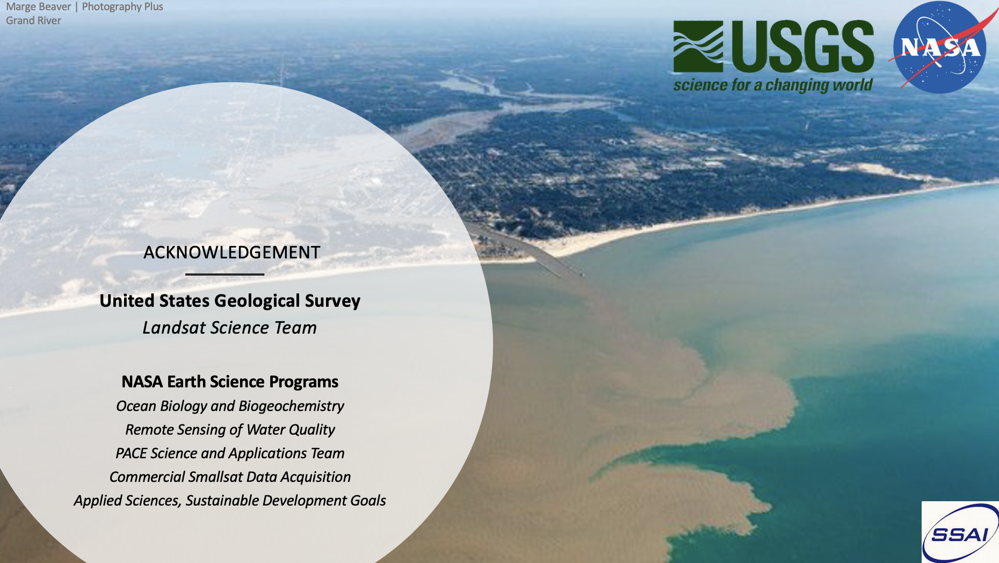 Marge Beaver | Photography Plus
Grand River
USGS
science for a changing world
NASA
ACKNOWLEDGEMENT
United States Geological Survey
Landsat Science Team
NASA Earth Science Programs
Ocean Biology and Biogeochemistry
Remote Sensing of Water Quality
PACE Science and Applications Team
Commercial Smallsat Data Acquisition
Applied Sciences, Sustainable Development Goals
SSAI